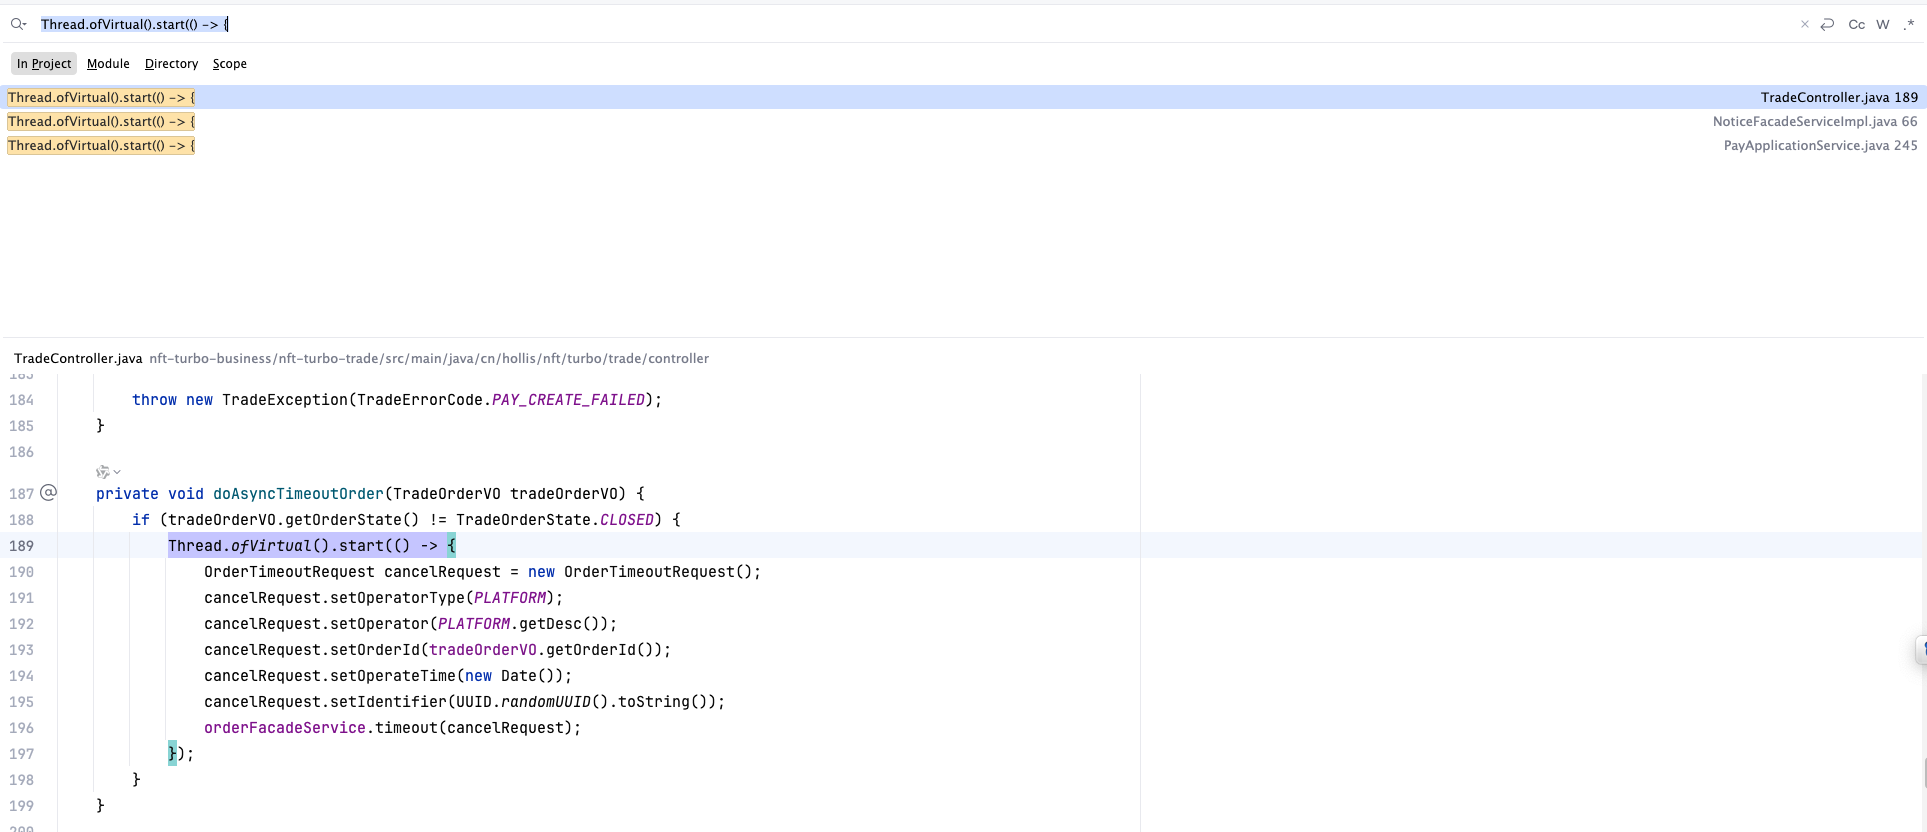 Thread.ofVirtual().start(() -> {
Cc W .*
In Project Module Directory Scope
Thread.ofVirtual().start(() -> { TradeController.java 189
Thread.ofVirtual().start(() -> { NoticeFacadeServiceImpl.java 66
Thread.ofVirtual().start(() -> { PayApplicationService.java 245
TradeController.java nft-turbo-business/nft-turbo-trade/src/main/java/cn/hollis/nft/turbo/trade/controller
183
184 throw new TradeException(TradeErrorCode.PAY_CREATE_FAILED);
185 }
186
187 @ private void doAsyncTimeoutOrder(TradeOrderVO tradeOrderVO) {
188 if (tradeOrderVO.getOrderState() != TradeOrderState.CLOSED) {
189 Thread.ofVirtual().start(() -> {
190 OrderTimeoutRequest cancelRequest = new OrderTimeoutRequest();
191 cancelRequest.setOperatorType(PLATFORM);
192 cancelRequest.setOperator(PLATFORM.getDesc());
193 cancelRequest.setOrderId(tradeOrderVO.getOrderId());
194 cancelRequest.setOperateTime(new Date());
195 cancelRequest.setIdentifier(UUID.randomUUID().toString());
196 orderFacadeService.timeout(cancelRequest);
197 });
198 }
199 }
200